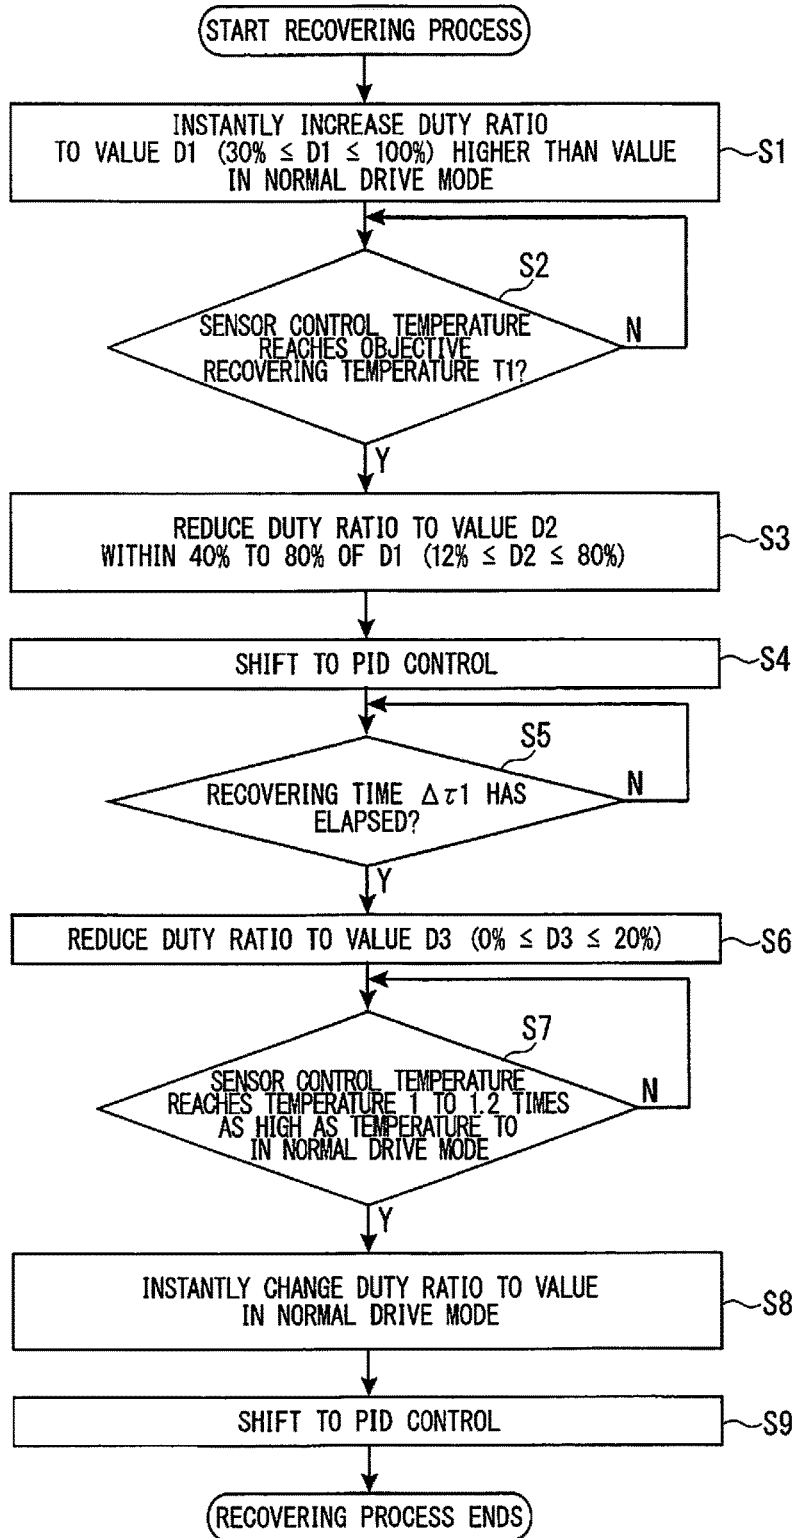 START RECOVERING PROCESS
INSTANTLY INCREASE DUTY RATIO
TO VALUE D1 (30% ≤ D1 ≤ 100%) HIGHER THAN VALUE
IN NORMAL DRIVE MODE
S1
S2
SENSOR CONTROL TEMPERATURE
REACHES OBJECTIVE
RECOVERING TEMPERATURE T1?
N
Y
REDUCE DUTY RATIO TO VALUE D2
WITHIN 40% TO 80% OF D1 (12% ≤ D2 ≤ 80%)
S3
SHIFT TO PID CONTROL
S4
S5
RECOVERING TIME Δτ1 HAS
ELAPSED?
N
Y
REDUCE DUTY RATIO TO VALUE D3 (0% ≤ D3 ≤ 20%)
S6
S7
SENSOR CONTROL TEMPERATURE
REACHES TEMPERATURE 1 TO 1.2 TIMES
AS HIGH AS TEMPERATURE T0
IN NORMAL DRIVE MODE
N
Y
INSTANTLY CHANGE DUTY RATIO TO VALUE
IN NORMAL DRIVE MODE
S8
SHIFT TO PID CONTROL
S9
RECOVERING PROCESS ENDS